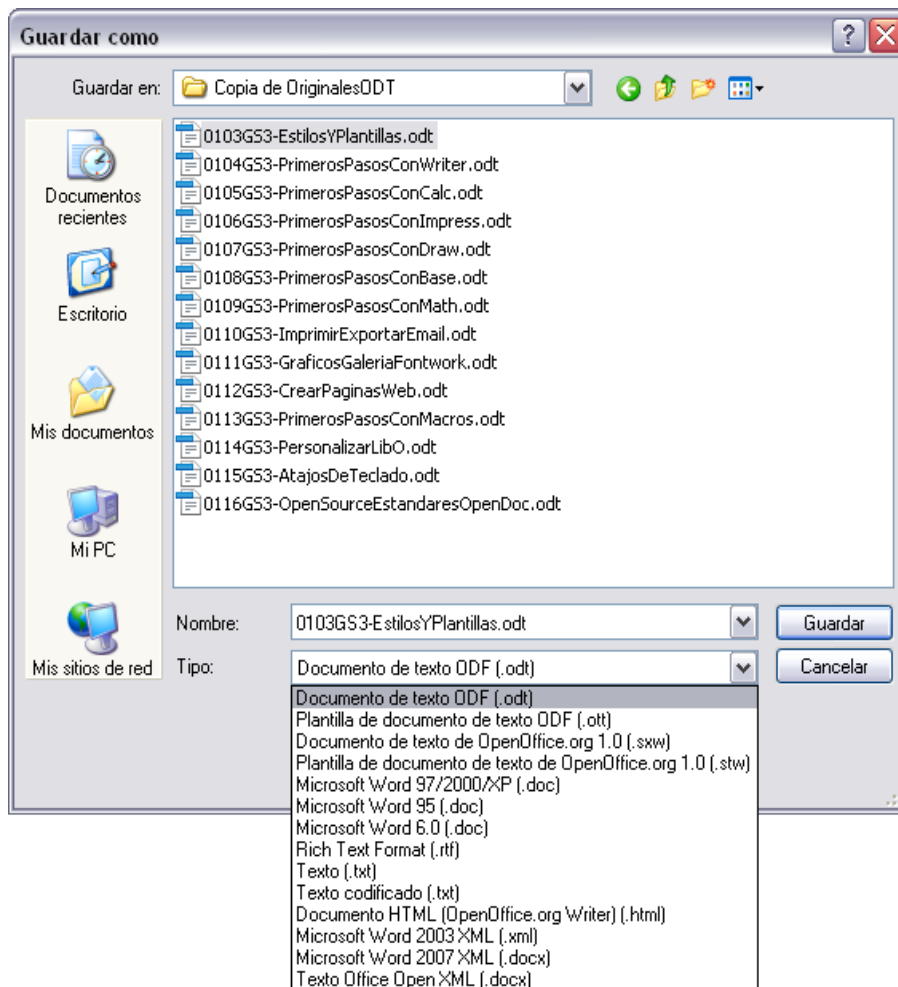 Guardar como
Guardar en: Copia de OriginalesODT
Documentos recientes
Escritorio
Mis documentos
Mi PC
Mis sitios de red
0103GS3-EstilosYPlantillas.odt
0104GS3-PrimerosPasosConWriter.odt
0105GS3-PrimerosPasosConCalc.odt
0106GS3-PrimerosPasosConImpress.odt
0107GS3-PrimerosPasosConDraw.odt
0108GS3-PrimerosPasosConBase.odt
0109GS3-PrimerosPasosConMath.odt
0110GS3-ImprimirExportarEmail.odt
0111GS3-GraficosGaleriaFontwork.odt
0112GS3-CrearPaginasWeb.odt
0113GS3-PrimerosPasosConMacros.odt
0114GS3-PersonalizarLibO.odt
0115GS3-AtajosDeTeclado.odt
0116GS3-OpenSourceEstandaresOpenDoc.odt
Nombre: 0103GS3-EstilosYPlantillas.odt Guardar
Tipo: Documento de texto ODF (.odt) Cancelar
Documento de texto ODF (.odt)
Plantilla de documento de texto ODF (.ott)
Documento de texto de OpenOffice.org 1.0 (.sxw)
Plantilla de documento de texto de OpenOffice.org 1.0 (.stw)
Microsoft Word 97/2000/XP (.doc)
Microsoft Word 95 (.doc)
Microsoft Word 6.0 (.doc)
Rich Text Format (.rtf)
Texto (.txt)
Texto codificado (.txt)
Documento HTML (OpenOffice.org Writer) (.html)
Microsoft Word 2003 XML (.xml)
Microsoft Word 2007 XML (.docx)
Texto Office Open XML (.docx)